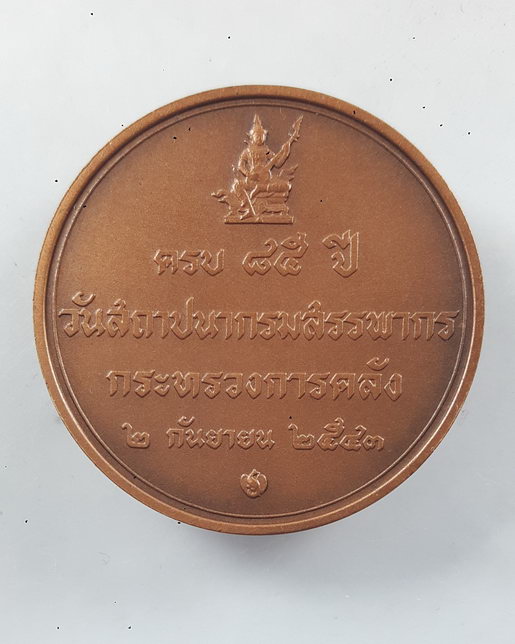 ครบ ๘๕ ปี
วันสถาปนากรมสรรพากร
กระทรวงการคลัง
๒ กันยายน ๒๕๔๓